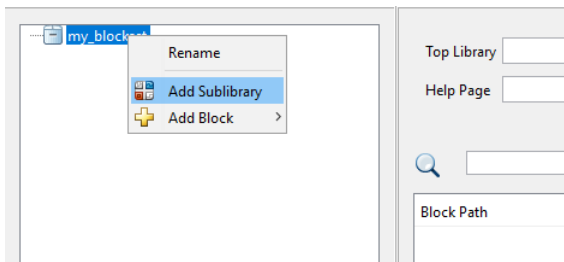 my_blockset
Rename
Add Sublibrary
Add Block
Top Library
Help Page
Block Path